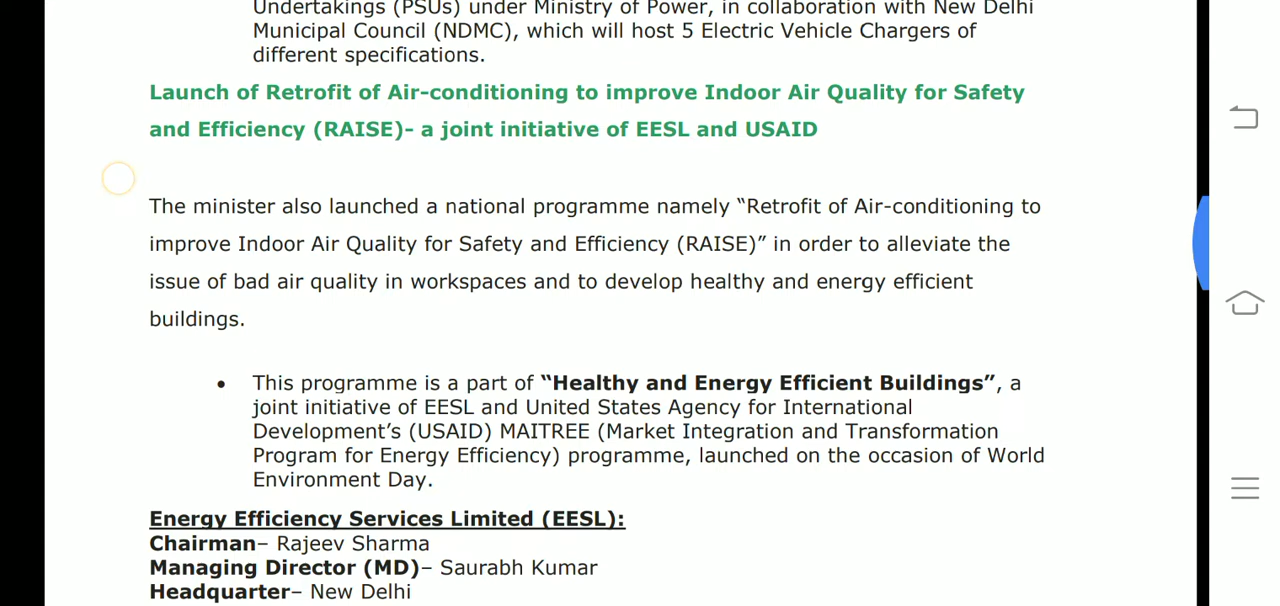 Undertakings (PSUs) under Ministry of Power, in collaboration with New Delhi
Municipal Council (NDMC), which will host 5 Electric Vehicle Chargers of
different specifications.
Launch of Retrofit of Air-conditioning to improve Indoor Air Quality for Safety
and Efficiency (RAISE)- a joint initiative of EESL and USAID
The minister also launched a national programme namely “Retrofit of Air-conditioning to
improve Indoor Air Quality for Safety and Efficiency (RAISE)” in order to alleviate the
issue of bad air quality in workspaces and to develop healthy and energy efficient
buildings.
• This programme is a part of “Healthy and Energy Efficient Buildings”, a
joint initiative of EESL and United States Agency for International
Development’s (USAID) MAITREE (Market Integration and Transformation
Program for Energy Efficiency) programme, launched on the occasion of World
Environment Day.
Energy Efficiency Services Limited (EESL):
Chairman– Rajeev Sharma
Managing Director (MD)– Saurabh Kumar
Headquarter– New Delhi